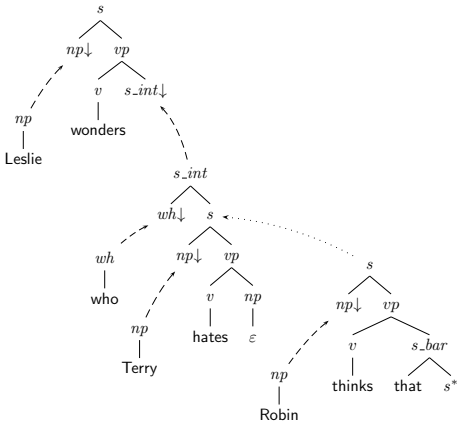 s
np↓ vp
v s_int↓
np wonders
Leslie
s_int
wh↓ s
wh np↓ vp s
who v np np↓ vp
np hates ε v s_bar
Terry np thinks that s*
Robin